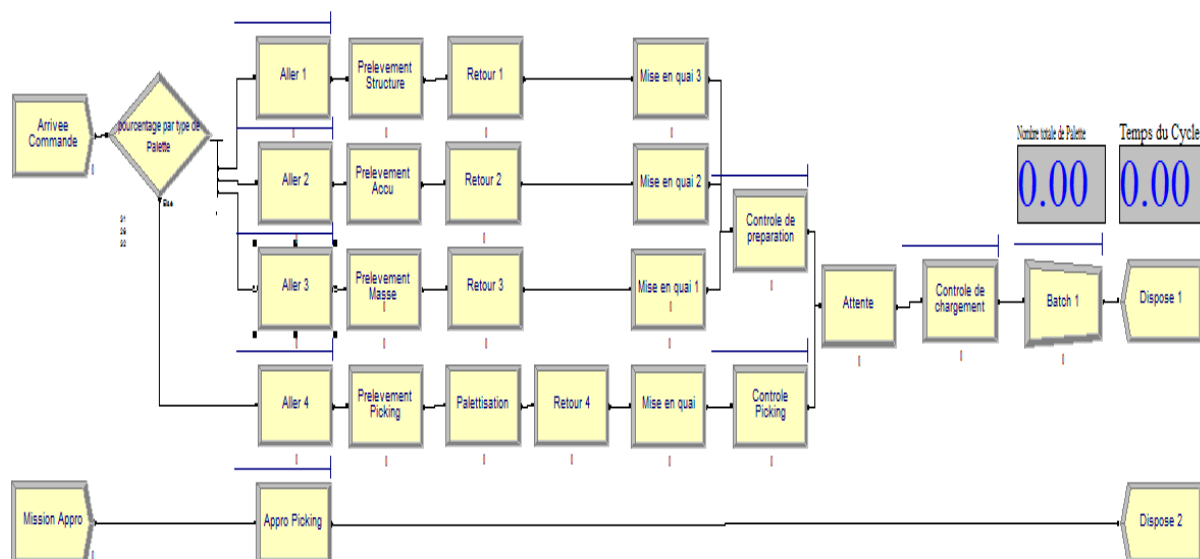 Aller 1
Prelevement
Structure
Retour 1
Mise en quai 3
Arrivee
Commande
pourcentage par type de
Palette
Else
Aller 2
Prelevement
Accu
Retour 2
Mise en quai 2
Nombre totale de Palette
0.00
Temps du Cycle
0.00
Controle de
preparation
Aller 3
Prelevement
Masse
Retour 3
Mise en quai 1
Attente
Controle de
chargement
Batch 1
Dispose 1
Aller 4
Prelevement
Picking
Palettisation
Retour 4
Mise en quai
Controle
Picking
Mission Appro
Appro Picking
Dispose 2